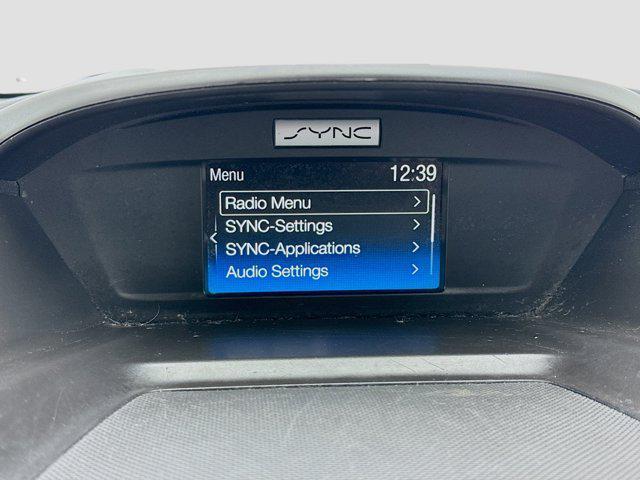 SYNC
Menu 12:39
Radio Menu >
SYNC-Settings >
SYNC-Applications >
Audio Settings >